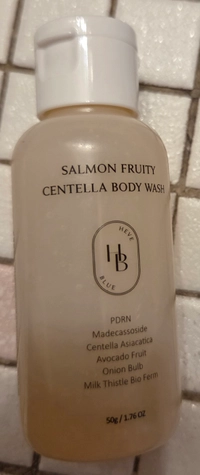 SALMON FRUITY
CENTELLA BODY WASH
HEVE
HB
BLUE
PDRN
Madecassoside
Centella Asiacatica
Avocado Fruit
Onion Bulb
Milk Thistle Bio Ferm
50g / 1.76 OZ